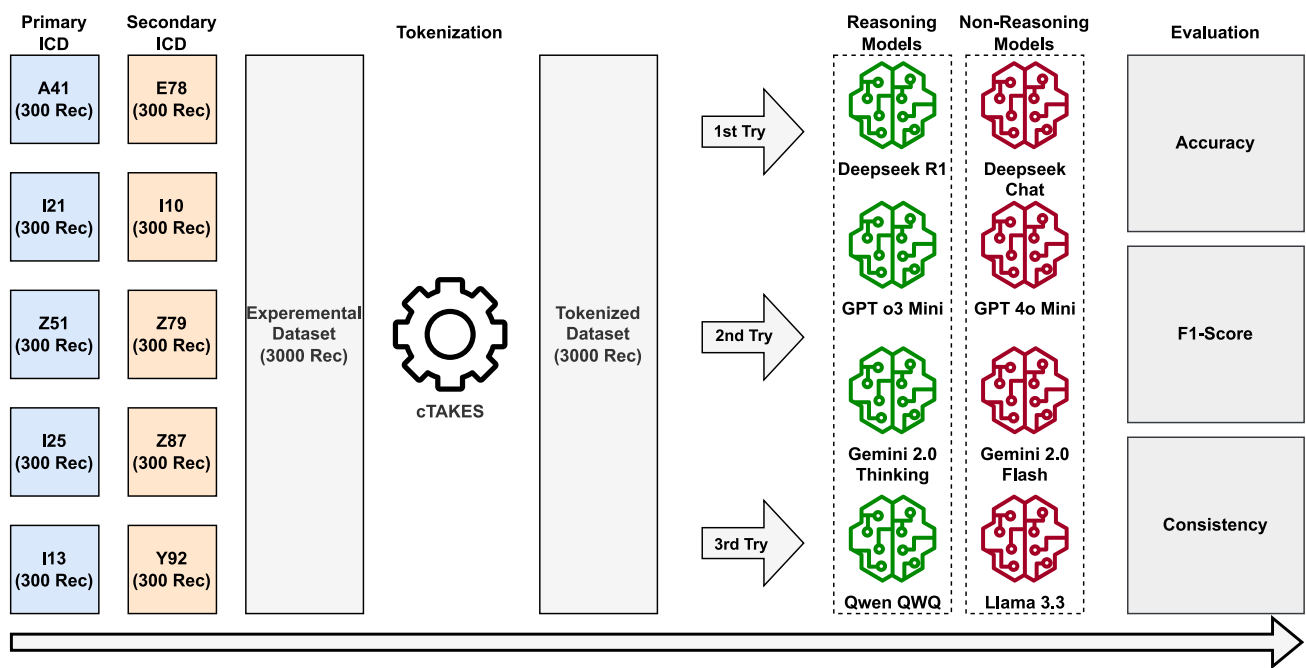 Primary
ICD
Secondary
ICD
Tokenization
Reasoning
Models
Non-Reasoning
Models
Evaluation
A41
(300 Rec)
E78
(300 Rec)
I21
(300 Rec)
I10
(300 Rec)
Z51
(300 Rec)
Z79
(300 Rec)
I25
(300 Rec)
Z87
(300 Rec)
I13
(300 Rec)
Y92
(300 Rec)
Experemental
Dataset
(3000 Rec)
cTAKES
Tokenized
Dataset
(3000 Rec)
1st Try
2nd Try
3rd Try
Deepseek R1
GPT o3 Mini
Gemini 2.0
Thinking
Qwen QWQ
Deepseek
Chat
GPT 4o Mini
Gemini 2.0
Flash
Llama 3.3
Accuracy
F1-Score
Consistency